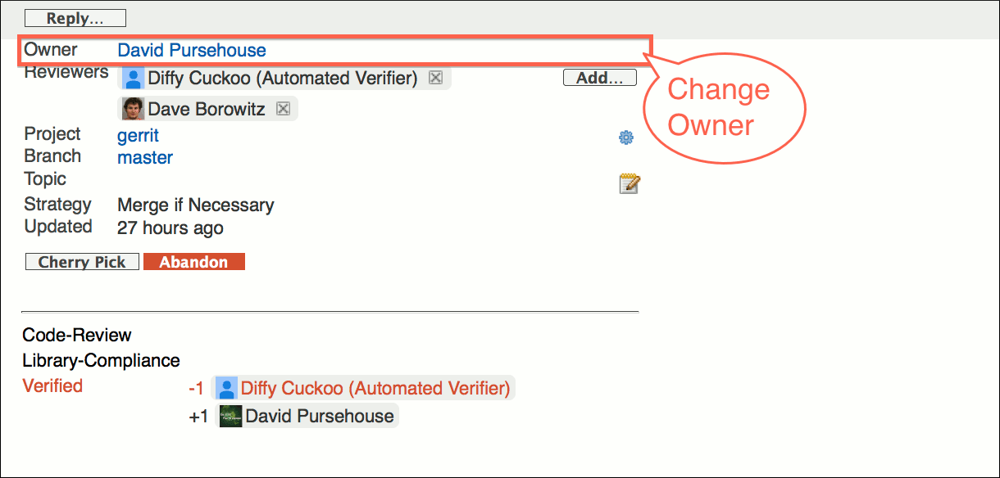 Reply...
Owner David Pursehouse
Reviewers Diffy Cuckoo (Automated Verifier) Add...
Change
Owner
Dave Borowitz
Project gerrit
Branch master
Topic
Strategy Merge if Necessary
Updated 27 hours ago
Cherry Pick Abandon
Code-Review
Library-Compliance
Verified -1 Diffy Cuckoo (Automated Verifier)
+1 David Pursehouse